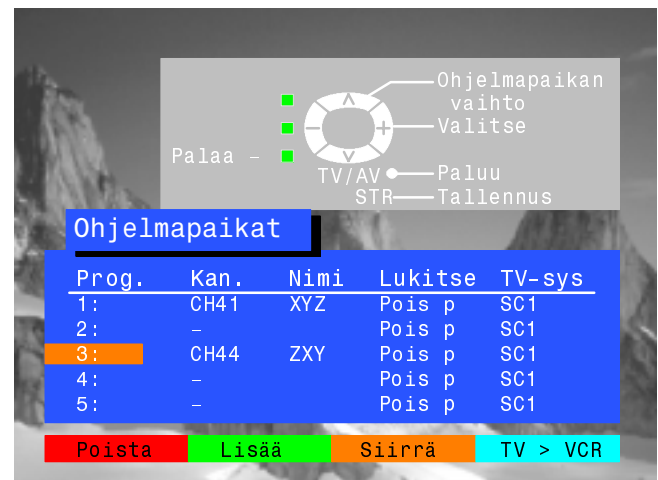 Ohjelmapaikan
vaihto
Valitse
Palaa –
TV/AV Paluu
STR Tallennus
Ohjelmapaikat
Prog. Kan. Nimi Lukitse TV-sys
1: CH41 XYZ Pois p SC1
2: – Pois p SC1
3: CH44 ZXY Pois p SC1
4: – Pois p SC1
5: – Pois p SC1
Poista Lisää Siirrä TV > VCR